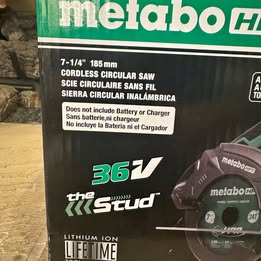 metabo H
7-1/4" 185mm
CORDLESS CIRCULAR SAW
SCIE CIRCULAIRE SANS FIL
SIERRA CIRCULAR INALÁMBRICA
Does not include Battery or Charger
Sans batterie,ni chargeur
No incluye la Batería ni el Cargador
36V
the
Stud
metabo
LITHIUM ION
LIFETIME